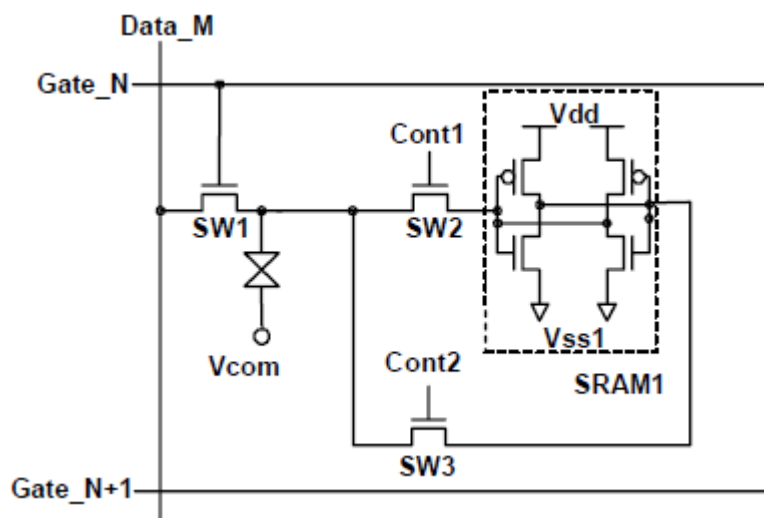 Data_M
Gate_N
Vdd
Cont1
SW1
SW2
Vcom
Vss1
Cont2
SRAM1
SW3
Gate_N+1